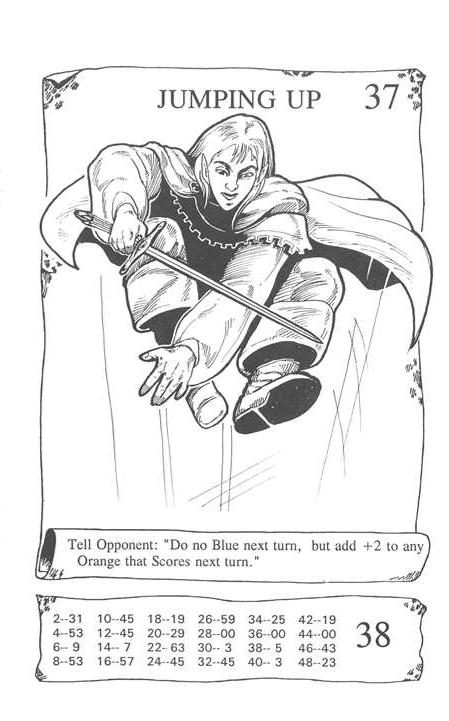 JUMPING UP 37
Tell Opponent: "Do no Blue next turn, but add +2 to any
Orange that Scores next turn."
2--31 10--45 18--19 26--59 34--25 42--19
4--53 12--45 20--29 28--00 36--00 44--00
6-- 9 14-- 7 22--63 30-- 3 38-- 5 46--43
8--53 16--57 24--45 32--45 40-- 3 48--23
38